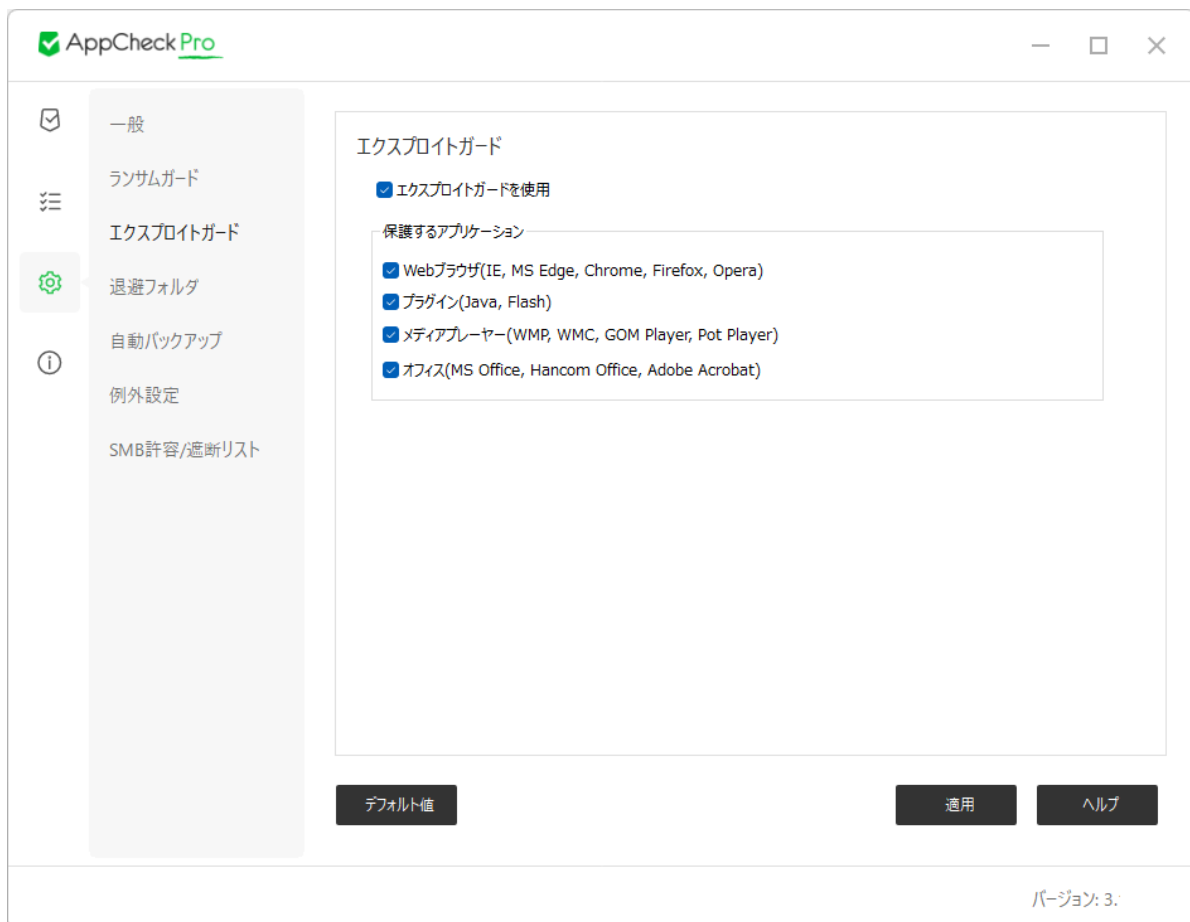 AppCheck Pro
一般
ランサムガード
エクスプロイトガード
退避フォルダ
自動バックアップ
例外設定
SMB許容/遮断リスト
エクスプロイトガード
エクスプロイトガードを使用
保護するアプリケーション
Webブラウザ(IE, MS Edge, Chrome, Firefox, Opera)
プラグイン(Java, Flash)
メディアプレーヤー(WMP, WMC, GOM Player, Pot Player)
オフィス(MS Office, Hancom Office, Adobe Acrobat)
デフォルト値
適用
ヘルプ
バージョン: 3.